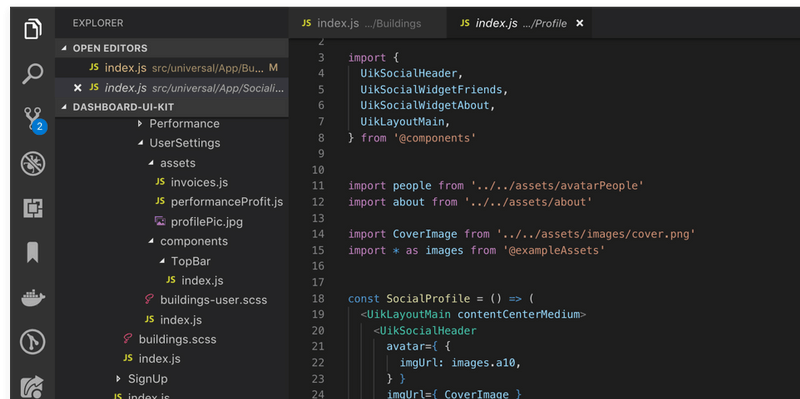 EXPLORER
OPEN EDITORS
JS index.js src/universal/App/Bu... M
× index.js src/universal/App/Sociali...
DASHBOARD-UI-KIT
Performance
UserSettings
assets
JS invoices.js
JS performanceProfit.js
profilePic.jpg
components
TopBar
JS index.js
buildings-user.scss
JS index.js
buildings.scss
JS index.js
SignUp
JS index.js
2
JS index.js .../Buildings
JS index.js .../Profile ×
2
3 import {
4 UikSocialHeader,
5 UikSocialWidgetFriends,
6 UikSocialWidgetAbout,
7 UikLayoutMain,
8 } from '@components'
9
10
11 import people from '../../assets/avatarPeople'
12 import about from '../../assets/about'
13
14 import CoverImage from '../../assets/images/cover.png'
15 import * as images from '@exampleAssets'
16
17
18 const SocialProfile = () => (
19 <UikLayoutMain contentCenterMedium>
20 <UikSocialHeader
21 avatar={ {
22 imgUrl: images.a10,
23 } }
24 imgUrl={ CoverImage }